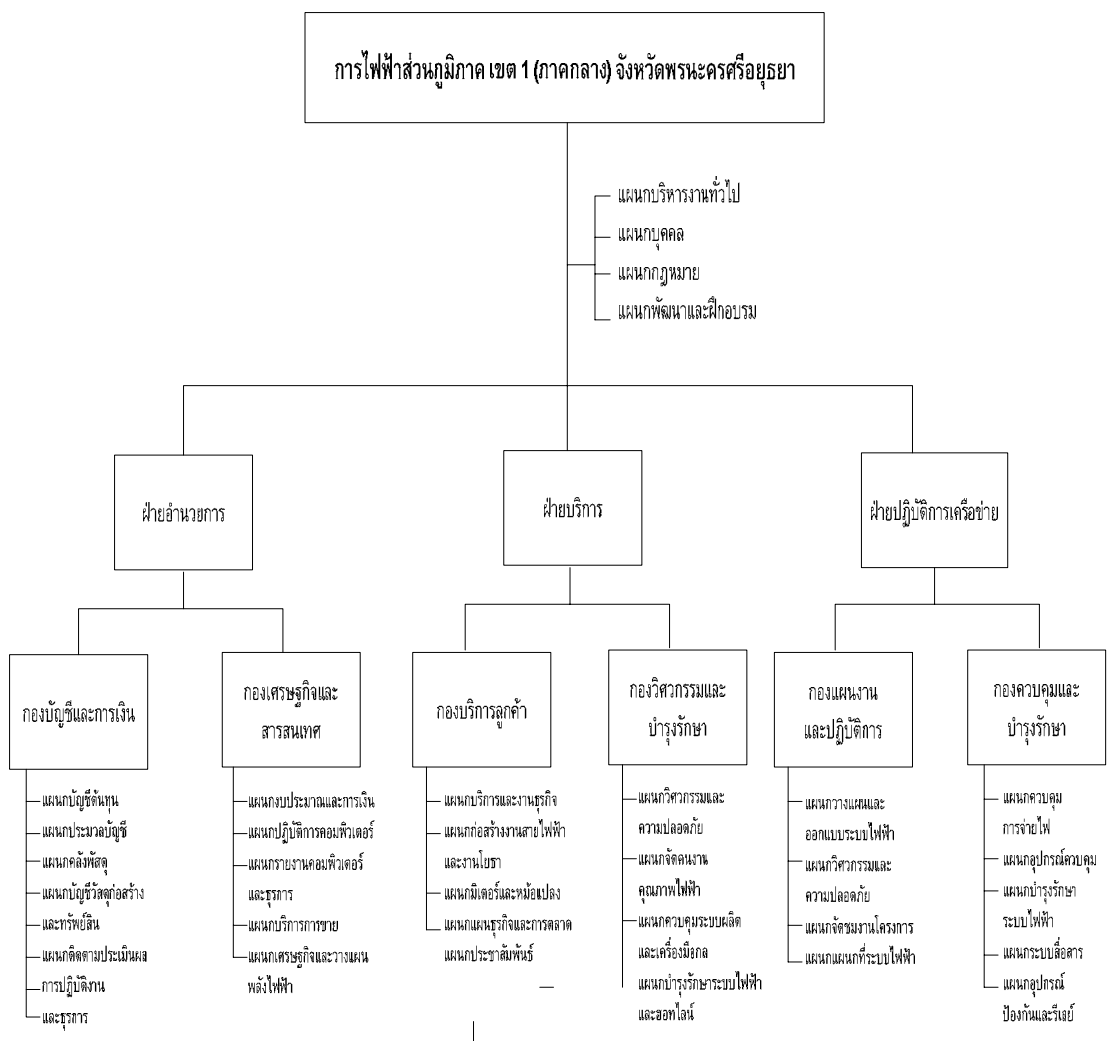 การไฟฟ้าส่วนภูมิภาค เขต 1 (ภาคกลาง) จังหวัดพรนะครศรีอยุธยา
แผนกบริหารงานทั่วไป
แผนกบุคคล
แผนกกฎหมาย
แผนกพัฒนาและฝึกอบรม
ฝ่ายอำนวยการ
ฝ่ายบริการ
ฝ่ายปฏิบัติการเครือข่าย
กองบัญชีและการเงิน
กองเศรษฐกิจและ
สารสนเทศ
กองบริการลูกค้า
กองวิศวกรรมและ
บำรุงรักษา
กองแผนงาน
และปฏิบัติการ
กองควบคุมและ
บำรุงรักษา
แผนกบัญชีต้นทุน
แผนกประมวลบัญชี
แผนกคลังพัสดุ
แผนกบัญชีวัสดุก่อสร้าง
และทรัพย์สิน
แผนกติดตามประเมินผล
การปฏิบัติงาน
และธุรการ
แผนกงบประมาณและการเงิน
แผนกปฏิบัติการคอมพิวเตอร์
แผนกรายงานคอมพิวเตอร์
และธุรการ
แผนกบริการการขาย
แผนกเศรษฐกิจและวางแผน
พลังไฟฟ้า
แผนกบริการและงานธุรกิจ
แผนกก่อสร้างงานสายไฟฟ้า
และงานโยธา
แผนกมิเตอร์และหม้อแปลง
แผนกแผนธุรกิจและการตลาด
แผนกประชาสัมพันธ์
แผนกวิศวกรรมและ
ความปลอดภัย
แผนกจัดคนงาน
คุณภาพไฟฟ้า
แผนกควบคุมระบบผลิต
และเครื่องมือกล
แผนกบำรุงรักษาระบบไฟฟ้า
และฮอทไลน์
แผนกวางแผนและ
ออกแบบระบบไฟฟ้า
แผนกวิศวกรรมและ
ความปลอดภัย
แผนกจัดชมงานโครงการ
แผนกแผนกที่ระบบไฟฟ้า
แผนกควบคุม
การจ่ายไฟ
แผนกอุปกรณ์ควบคุม
แผนกบำรุงรักษา
ระบบไฟฟ้า
แผนกระบบสื่อสาร
แผนกอุปกรณ์
ป้องกันและรีเลย์